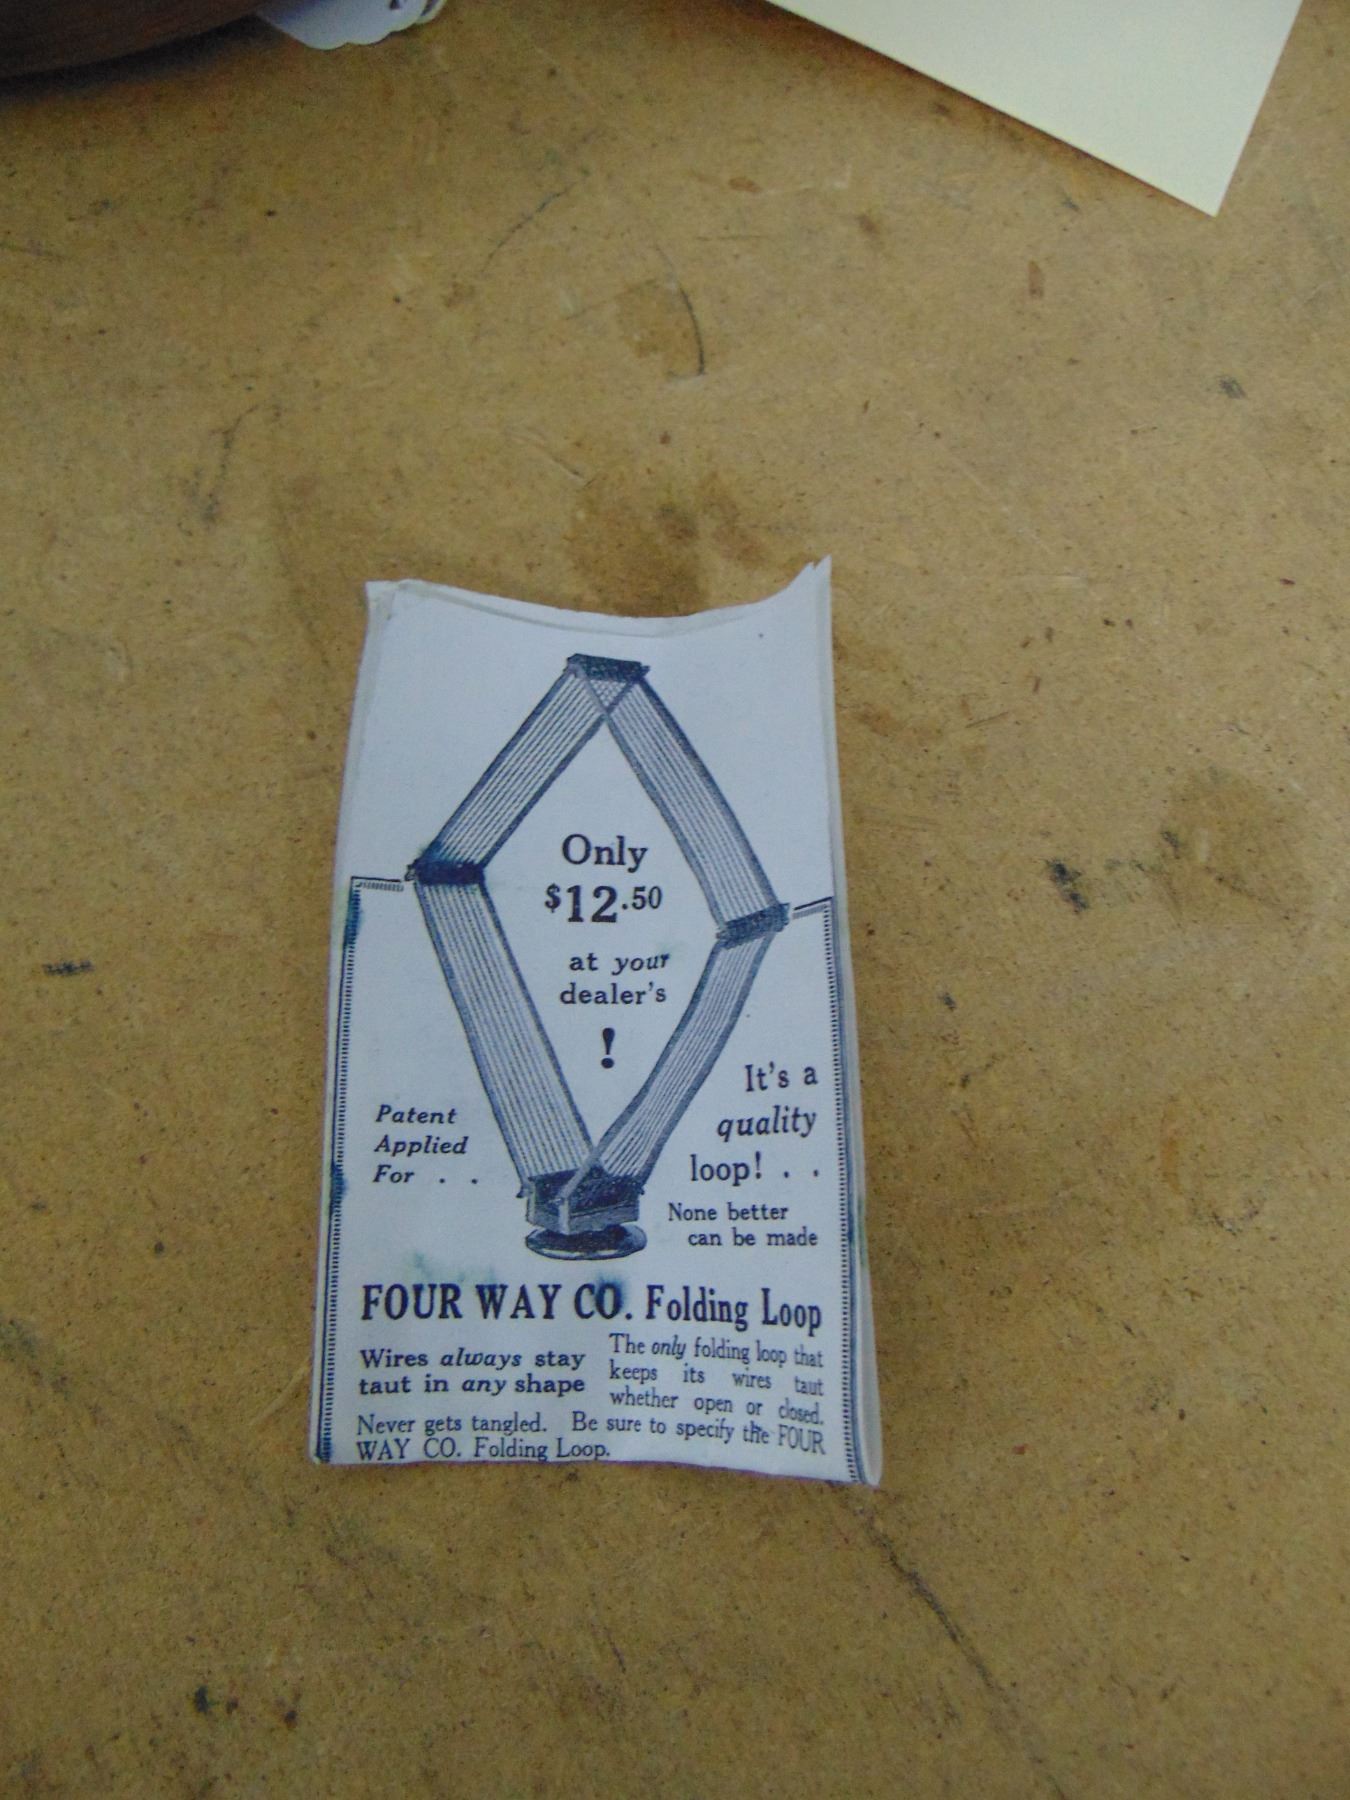 Only
$12.50
at your
dealer's
!
Patent
Applied
For . .
It's a
quality
loop! . .
None better
can be made
FOUR WAY CO. Folding Loop
Wires always stay
taut in any shape
The only folding loop that
keeps its wires taut
whether open or closed.
Never gets tangled. Be sure to specify the FOUR
WAY CO. Folding Loop.